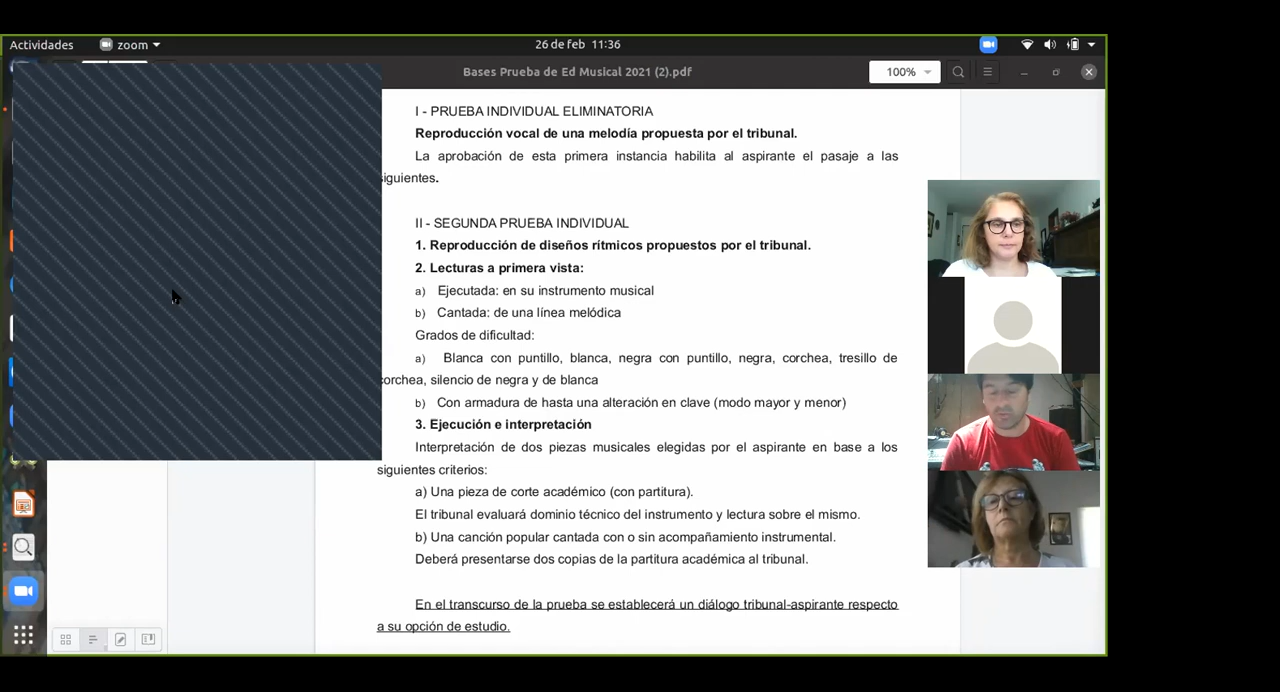 Actividades
zoom
26 de feb 11:36
Bases Prueba de Ed Musical 2021 (2).pdf
100%
I - PRUEBA INDIVIDUAL ELIMINATORIA
Reproducción vocal de una melodía propuesta por el tribunal.
La aprobación de esta primera instancia habilita al aspirante el pasaje a las
siguientes.
II - SEGUNDA PRUEBA INDIVIDUAL
1. Reproducción de diseños rítmicos propuestos por el tribunal.
2. Lecturas a primera vista:
a) Ejecutada: en su instrumento musical
b) Cantada: de una línea melódica
Grados de dificultad:
a) Blanca con puntillo, blanca, negra con puntillo, negra, corchea, tresillo de
corchea, silencio de negra y de blanca
b) Con armadura de hasta una alteración en clave (modo mayor y menor)
3. Ejecución e interpretación
Interpretación de dos piezas musicales elegidas por el aspirante en base a los
siguientes criterios:
a) Una pieza de corte académico (con partitura).
El tribunal evaluará dominio técnico del instrumento y lectura sobre el mismo.
b) Una canción popular cantada con o sin acompañamiento instrumental.
Deberá presentarse dos copias de la partitura académica al tribunal.
En el transcurso de la prueba se establecerá un diálogo tribunal-aspirante respecto
a su opción de estudio.